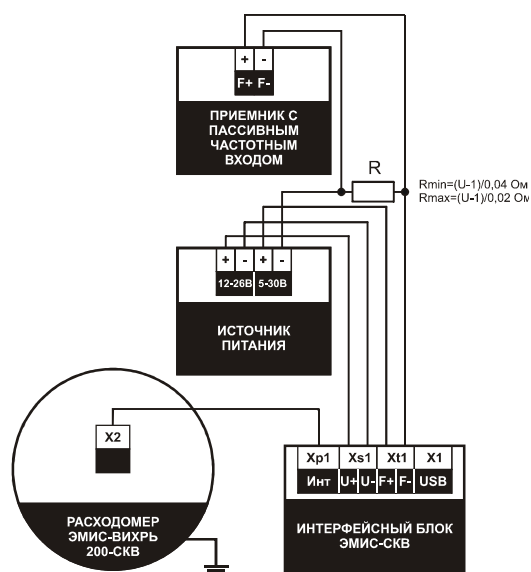 + -
F+ F-
ПРИЕМНИК С
ПАССИВНЫМ
ЧАСТОТНЫМ
ВХОДОМ
R
Rmin=(U-1)/0,04 Ом
Rmax=(U-1)/0,02 Ом
+ - + -
12-26В 5-30В
ИСТОЧНИК
ПИТАНИЯ
X2
РАСХОДОМЕР
ЭМИС-ВИХРЬ
200-СКВ
Xp1 Xs1 Xt1 X1
Инт U+ U- F+ F- USB
ИНТЕРФЕЙСНЫЙ БЛОК
ЭМИС-СКВ